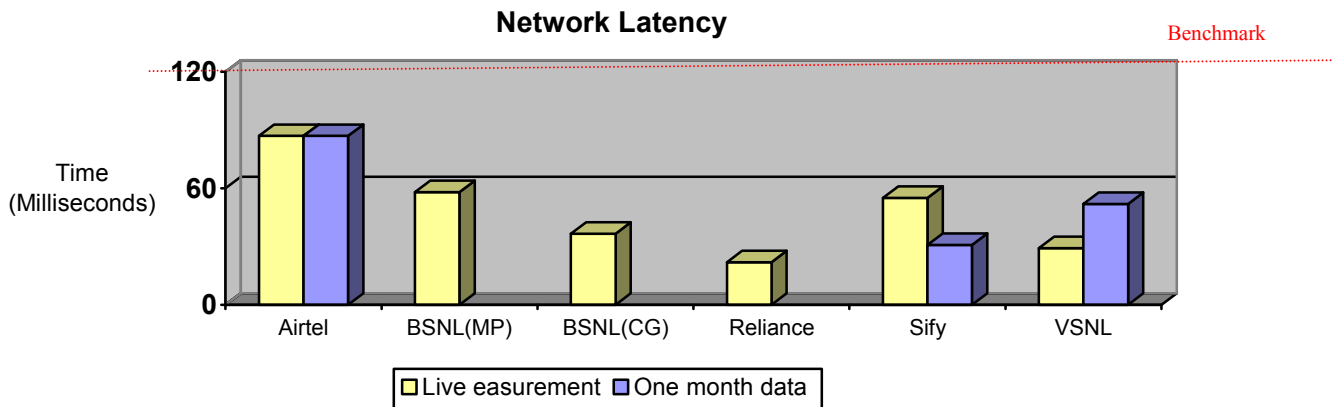 Network Latency
Benchmark
120
60
0
Time
(Milliseconds)
Airtel BSNL(MP) BSNL(CG) Reliance Sify VSNL
Live easurement One month data